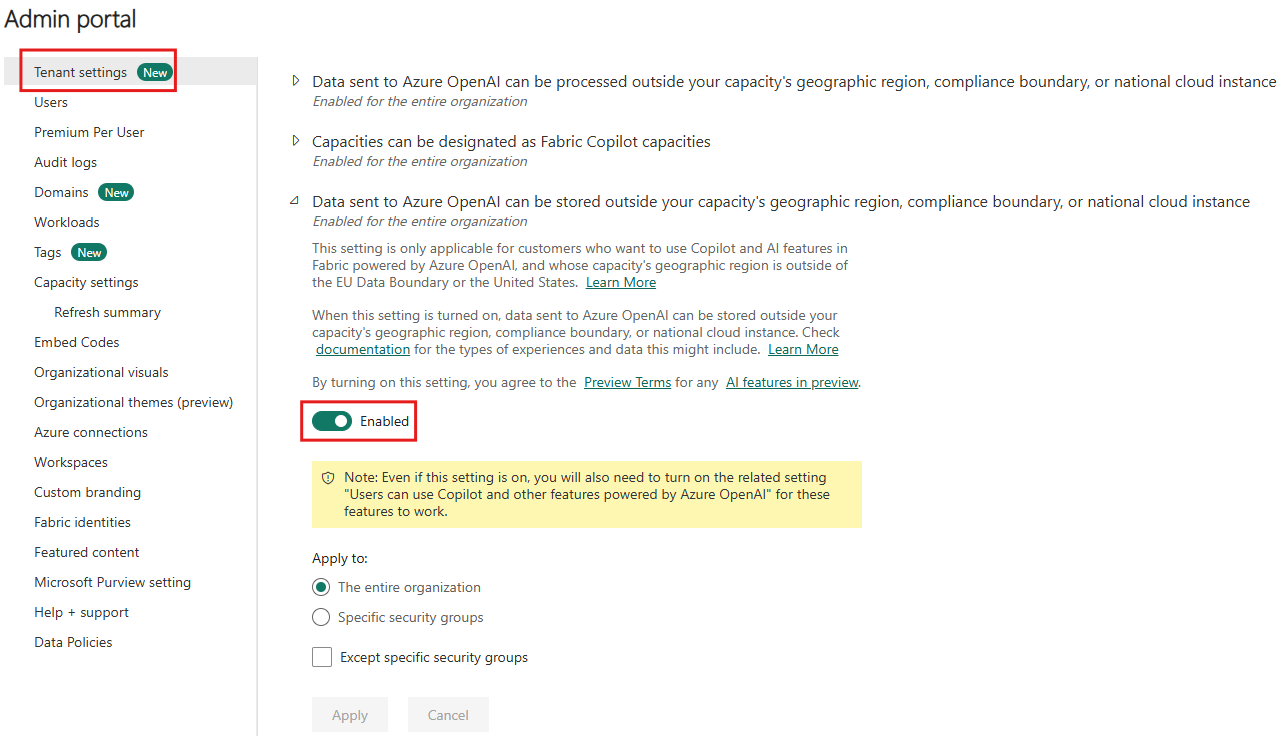 Admin portal
Tenant settings New
Users
Premium Per User
Audit logs
Domains New
Workloads
Tags New
Capacity settings
Refresh summary
Embed Codes
Organizational visuals
Organizational themes (preview)
Azure connections
Workspaces
Custom branding
Fabric identities
Featured content
Microsoft Purview setting
Help + support
Data Policies
Data sent to Azure OpenAI can be processed outside your capacity's geographic region, compliance boundary, or national cloud instance
Enabled for the entire organization
Capacities can be designated as Fabric Copilot capacities
Enabled for the entire organization
Data sent to Azure OpenAI can be stored outside your capacity's geographic region, compliance boundary, or national cloud instance
Enabled for the entire organization
This setting is only applicable for customers who want to use Copilot and AI features in
Fabric powered by Azure OpenAI, and whose capacity's geographic region is outside of
the EU Data Boundary or the United States. Learn More
When this setting is turned on, data sent to Azure OpenAI can be stored outside your
capacity's geographic region, compliance boundary, or national cloud instance. Check
documentation for the types of experiences and data this might include. Learn More
By turning on this setting, you agree to the Preview Terms for any AI features in preview.
Enabled
Note: Even if this setting is on, you will also need to turn on the related setting
"Users can use Copilot and other features powered by Azure OpenAI" for these
features to work.
Apply to:
The entire organization
Specific security groups
Except specific security groups
Apply Cancel